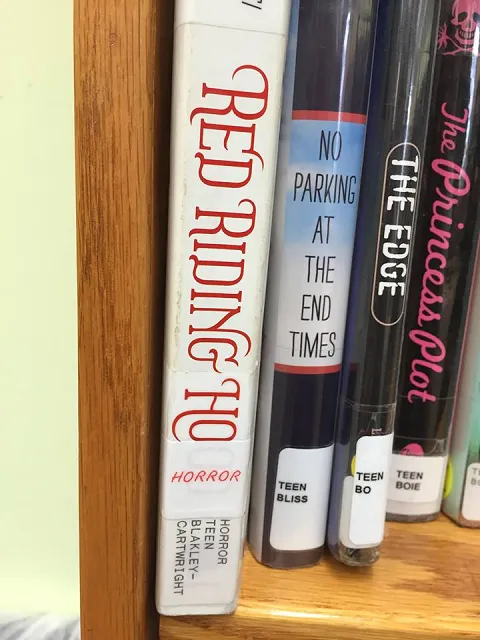 RED RIDING HO
HORROR
HORROR
TEEN
BLAKLEY-
CARTWRIGHT
NO
PARKING
AT
THE
END
TIMES
TEEN
BLISS
THE EDGE
TEEN
BO
The Princess Plot
TEEN
BOIE